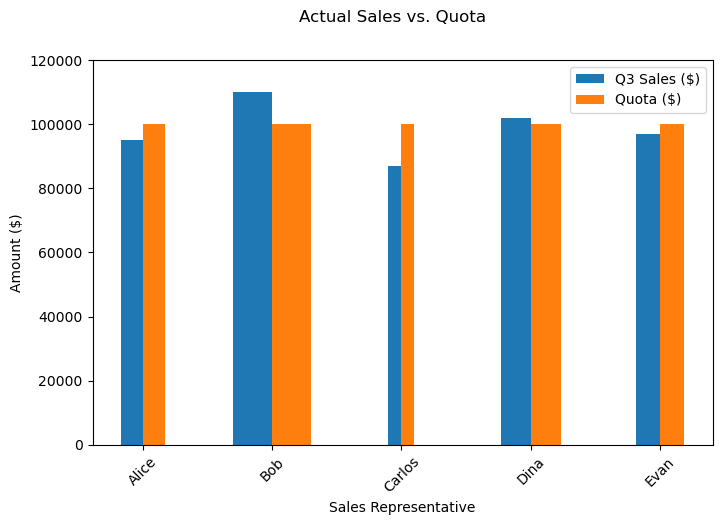 Actual Sales vs. Quota
120000
100000
80000
60000
40000
20000
0
Amount ($)
Q3 Sales ($)
Quota ($)
Alice
Bob
Carlos
Dina
Evan
Sales Representative